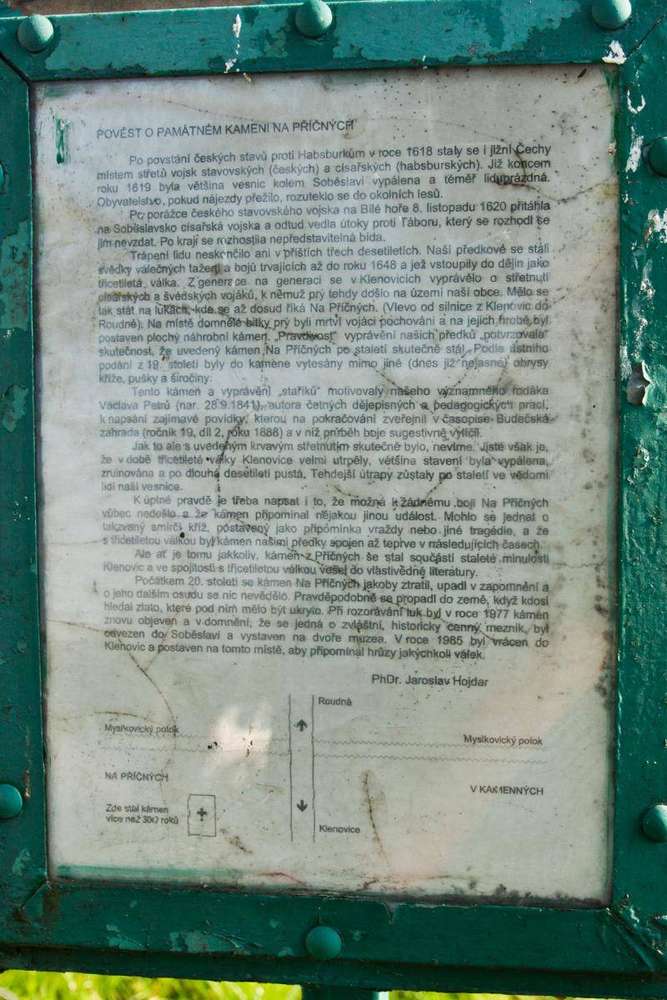 POVĚST O PAMÁTNÉM KAMENI NA PŘÍČNÝCH
Po povstání českých stavů proti Habsburkům v roce 1618 staly se i jižní Čechy
místem střetů vojsk stavovských (českých) a císařských (habsburských). Již koncem
roku 1619 byla většina vesnic kolem Soběslavi vypálena a téměř liduprázdná.
Obyvatelstvo, pokud nájezdy přežilo, rozuteklo se do okolních lesů.
Po porážce českého stavovského vojska na Bílé hoře 8. listopadu 1620 přitáhla
na Soběslavsko císařská vojska a odtud vedla útoky proti Táboru, který se rozhodl se
jim nevzdat. Po kraji se rozhostila nepředstavitelná bída.
Trápení lidu neskončilo ani v příštích třech desetiletích. Naši předkové se stali
svědky válečných tažení a bojů trvajících až do roku 1648 a jež vstoupily do dějin jako
třicetiletá válka. Z generace na generaci se v Klenovicích vyprávělo o střetnutí
císařských a švédských vojáků, k němuž prý tehdy došlo na území naší obce. Mělo se
tak stát na lukách, kde se až dosud říká Na Příčných. (Vlevo od silnice z Klenovic do
Roudné). Na místě domnělé bitky prý byli mrtví vojáci pochováni a na jejich hrobě byl
postaven plochý náhrobní kámen. „Pravdivost" vyprávění našich předků „potvrzovala"
skutečnost, že uvedený kámen Na Příčných po staletí skutečně stál. Podle ústního
podání z 19. století byly do kamene vytesány mimo jiné (dnes již nejasné) obrysy
kříže, pušky a širočiny.
Tento kámen a vyprávění „staříků" motivovaly našeho významného rodáka
Václava Petrů (nar. 28.9.1841), autora četných dějepisných a pedagogických prací,
k napsání zajímavé povídky, kterou na pokračování zveřejnil v časopise Budečská
zahrada (ročník 19, díl 2, roku 1888) a v níž průběh boje sugestivně vylíčil.
Jak to ale s uvedeným krvavým střetnutím skutečně bylo, nevíme. Jisté však je,
že v době třicetileté války Klenovice velmi utrpěly, většina stavení byla vypálena,
zruinována a po dlouhá desetiletí pustá. Tehdejší útrapy zůstaly po staletí ve vědomí
lidí naší vesnice.
K úplné pravdě je třeba napsat i to, že možná k žádnému boji Na Příčných
vůbec nedošlo a že kámen připomínal nějakou jinou událost. Mohlo se jednat o
takzvaný smírčí kříž, postavený jako připomínka vraždy nebo jiné tragédie, a že
s třicetiletou válkou byl kámen našimi předky spojen až teprve v následujících časech.
Ale ať je tomu jakkoliv, kámen z Příčných se stal součástí staleté minulosti
Klenovic a ve spojitosti s třicetiletou válkou vešel do vlastivědné literatury.
Počátkem 20. století se kámen Na Příčných jakoby ztratil, upadl v zapomnění a
o jeho dalším osudu se nic nevědělo. Pravděpodobně se propadl do země, když kdosi
hledal zlato, které pod ním mělo být ukryto. Při rozorávání luk byl v roce 1977 kámen
znovu objeven a v domnění, že se jedná o zvláštní, historicky cenný mezník, byl
odvezen do Soběslavi a vystaven na dvoře muzea. V roce 1985 byl vrácen do
Klenovic a postaven na tomto místě, aby připomínal hrůzy jakýchkoli válek.
PhDr. Jaroslav Hojdar
Roudná
Myslkovický potok
Myslkovický potok
NA PŘÍČNÝCH
V KAMENNÝCH
Zde stál kámen
více než 300 roků
Klenovice